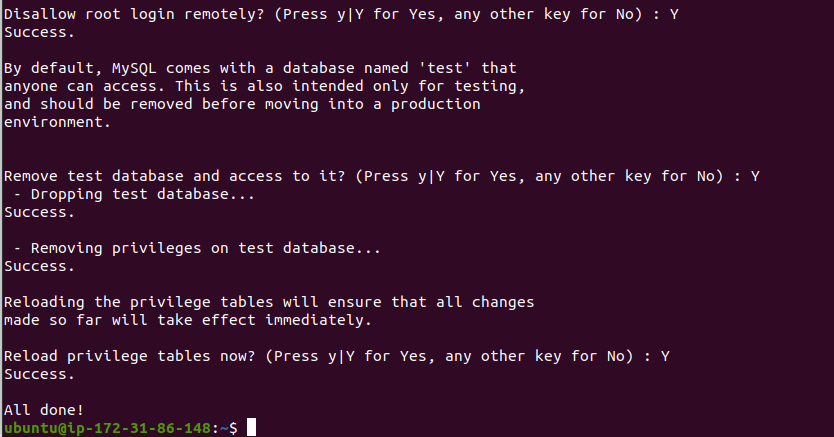 Disallow root login remotely? (Press y|Y for Yes, any other key for No) : Y
Success.
By default, MySQL comes with a database named 'test' that
anyone can access. This is also intended only for testing,
and should be removed before moving into a production
environment.
Remove test database and access to it? (Press y|Y for Yes, any other key for No) : Y
 - Dropping test database...
Success.
 - Removing privileges on test database...
Success.
Reloading the privilege tables will ensure that all changes
made so far will take effect immediately.
Reload privilege tables now? (Press y|Y for Yes, any other key for No) : Y
Success.
All done!
ubuntu@ip-172-31-86-148:~$